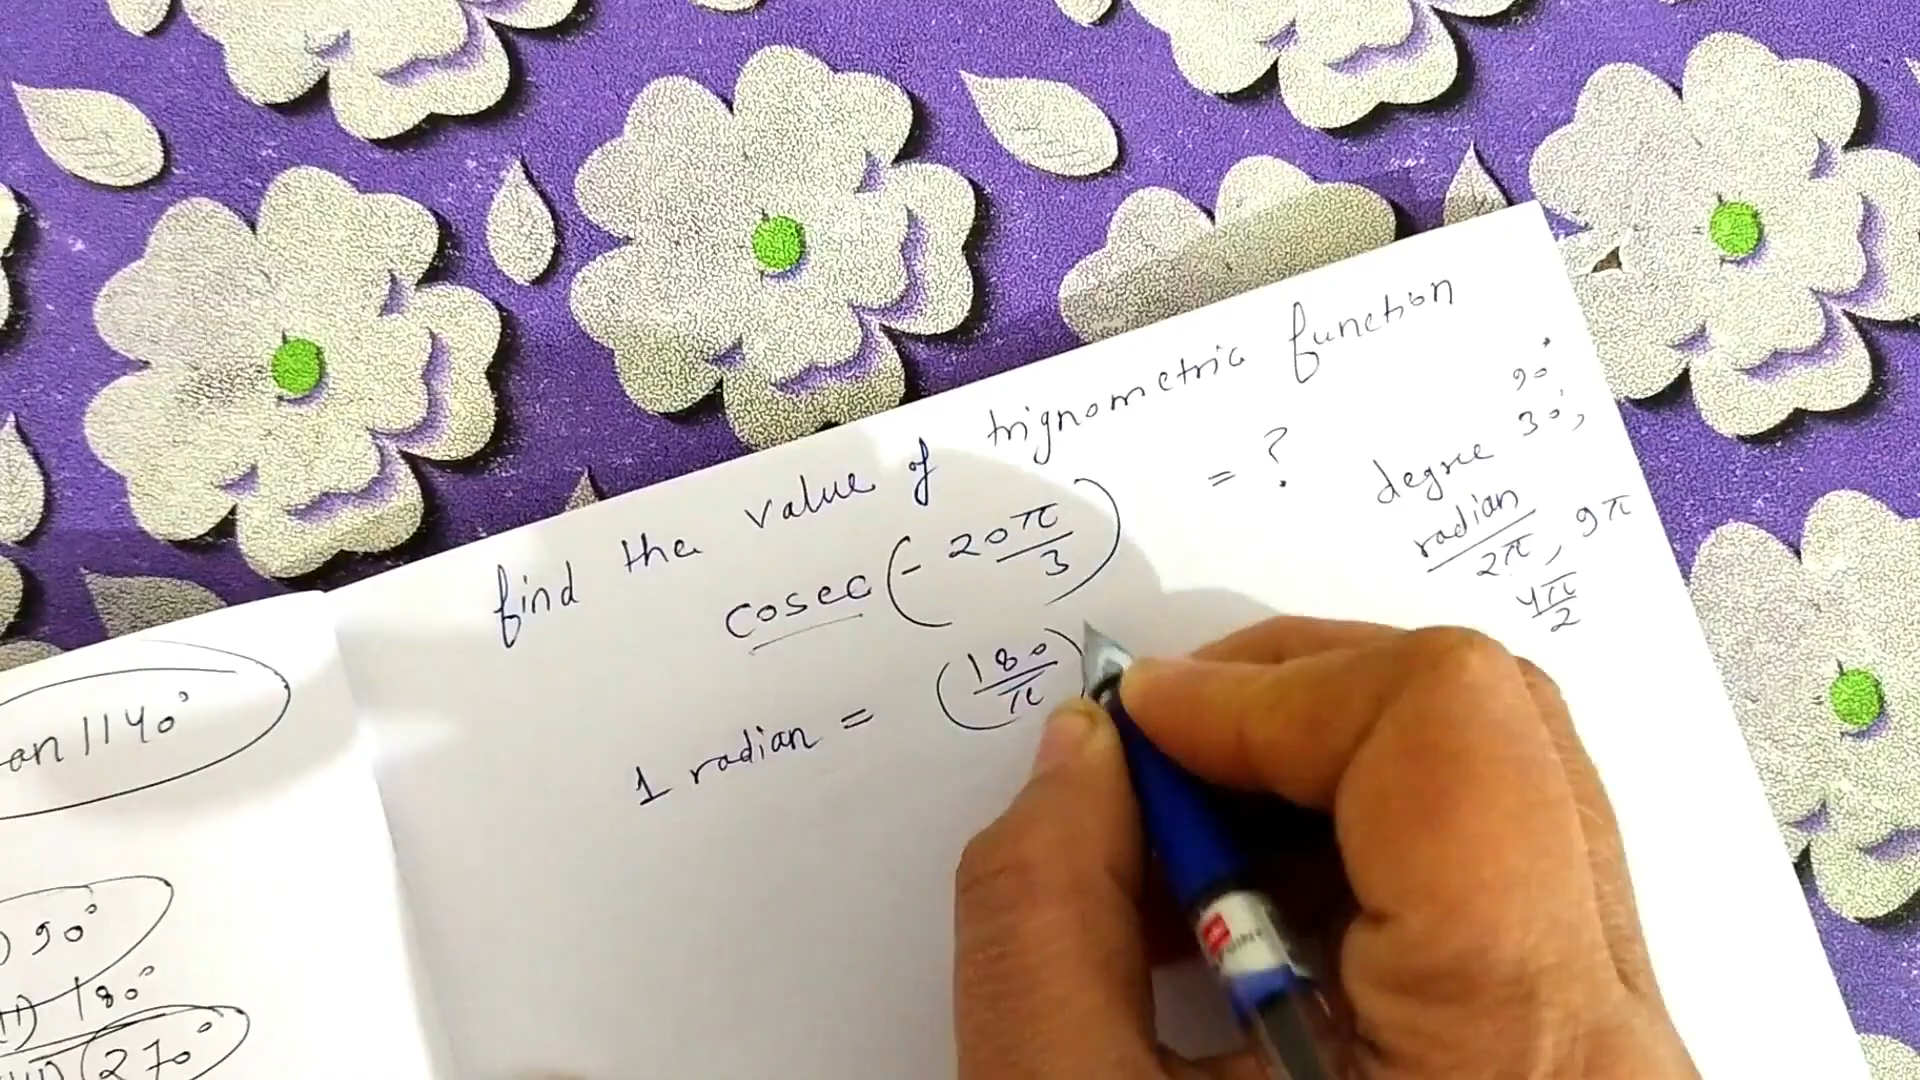 find the value of trignometric function
cosec (- 20π/3) = ?
1 radian = (180/π)
90°
degree 30°,
radian
2π, 9π
4π/2
an 1140°
) 90°
180°
270°